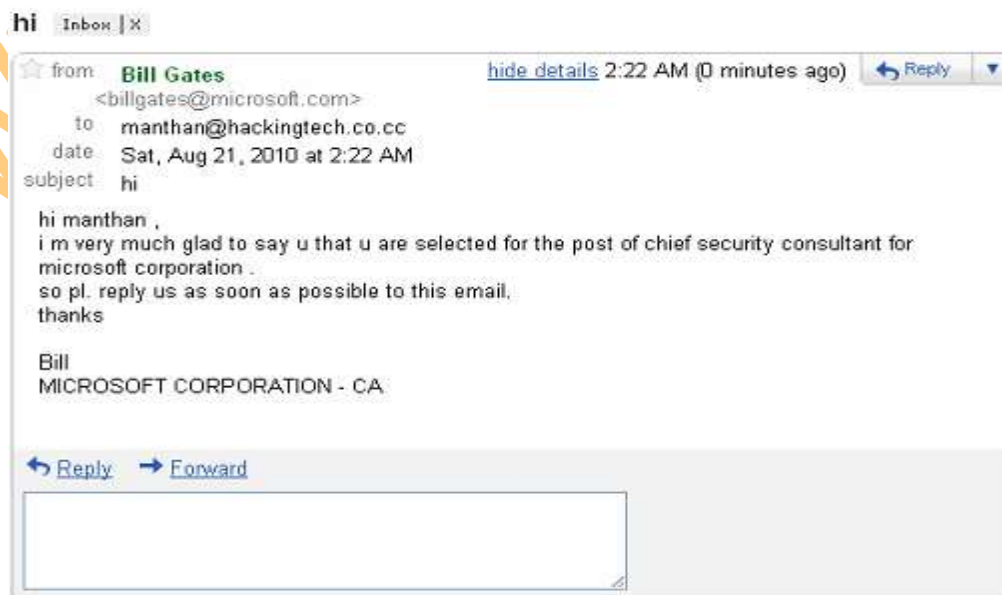 hi Inbox | X
from Bill Gates hide details 2:22 AM (0 minutes ago) Reply
<billgates@microsoft.com>
to manthan@hackingtech.co.cc
date Sat, Aug 21, 2010 at 2:22 AM
subject hi
hi manthan ,
i m very much glad to say u that u are selected for the post of chief security consultant for
microsoft corporation .
so pl. reply us as soon as possible to this email.
thanks
Bill
MICROSOFT CORPORATION - CA
Reply Forward